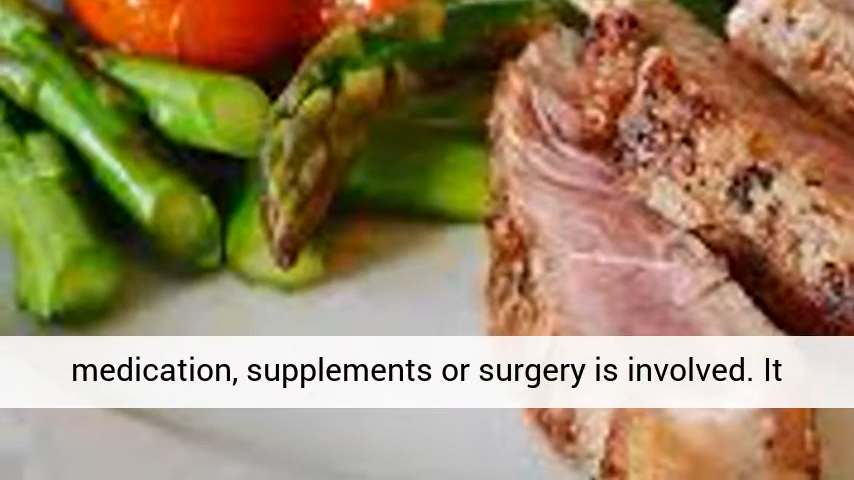 medication, supplements or surgery is involved. It